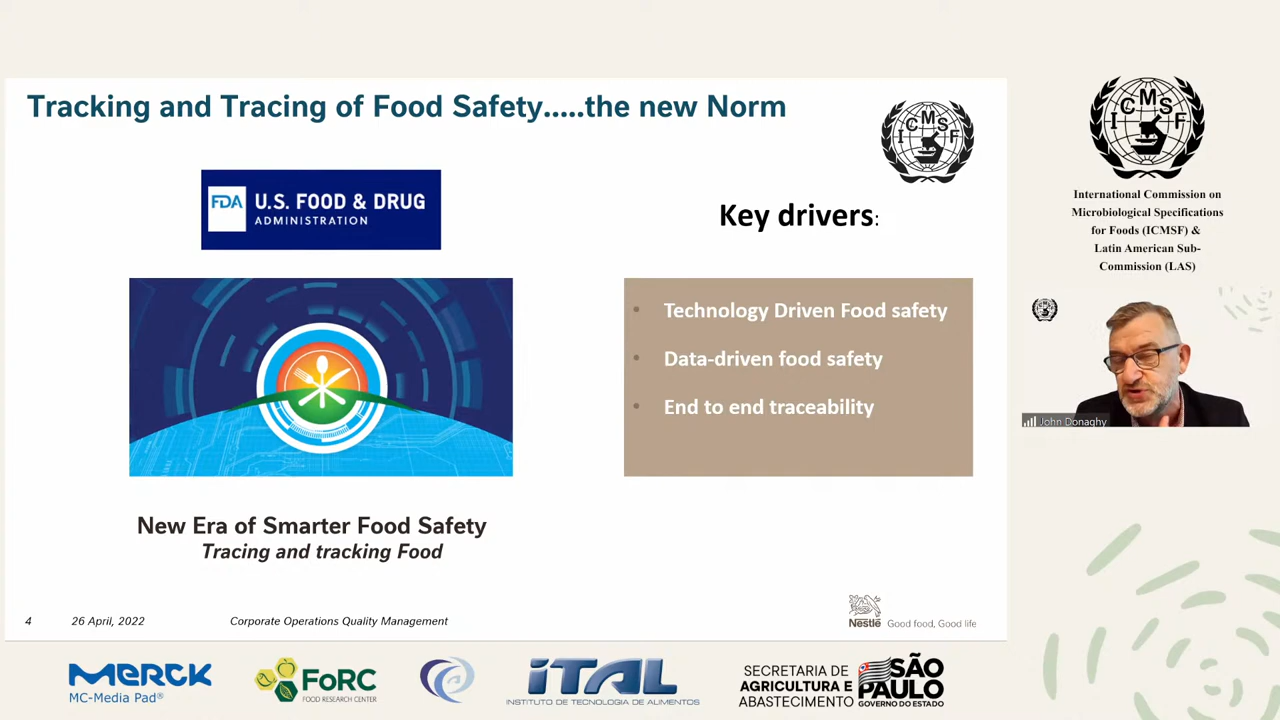 Tracking and Tracing of Food Safety.....the new Norm
ICMSF
FDA
U.S. FOOD & DRUG
ADMINISTRATION
Key drivers:
• Technology Driven Food safety
• Data-driven food safety
• End to end traceability
New Era of Smarter Food Safety
Tracing and tracking Food
4 26 April, 2022 Corporate Operations Quality Management
Nestlé Good food, Good life
ICMSF
International Commission on
Microbiological Specifications
for Foods (ICMSF) &
Latin American Sub-
Commission (LAS)
John Donaghy
MERCK
MC-Media Pad®
FoRC
FOOD RESEARCH CENTER
iTAL
INSTITUTO DE TECNOLOGIA DE ALIMENTOS
SECRETARIA DE
AGRICULTURA E
ABASTECIMENTO
SÃO
PAULO
GOVERNO DO ESTADO